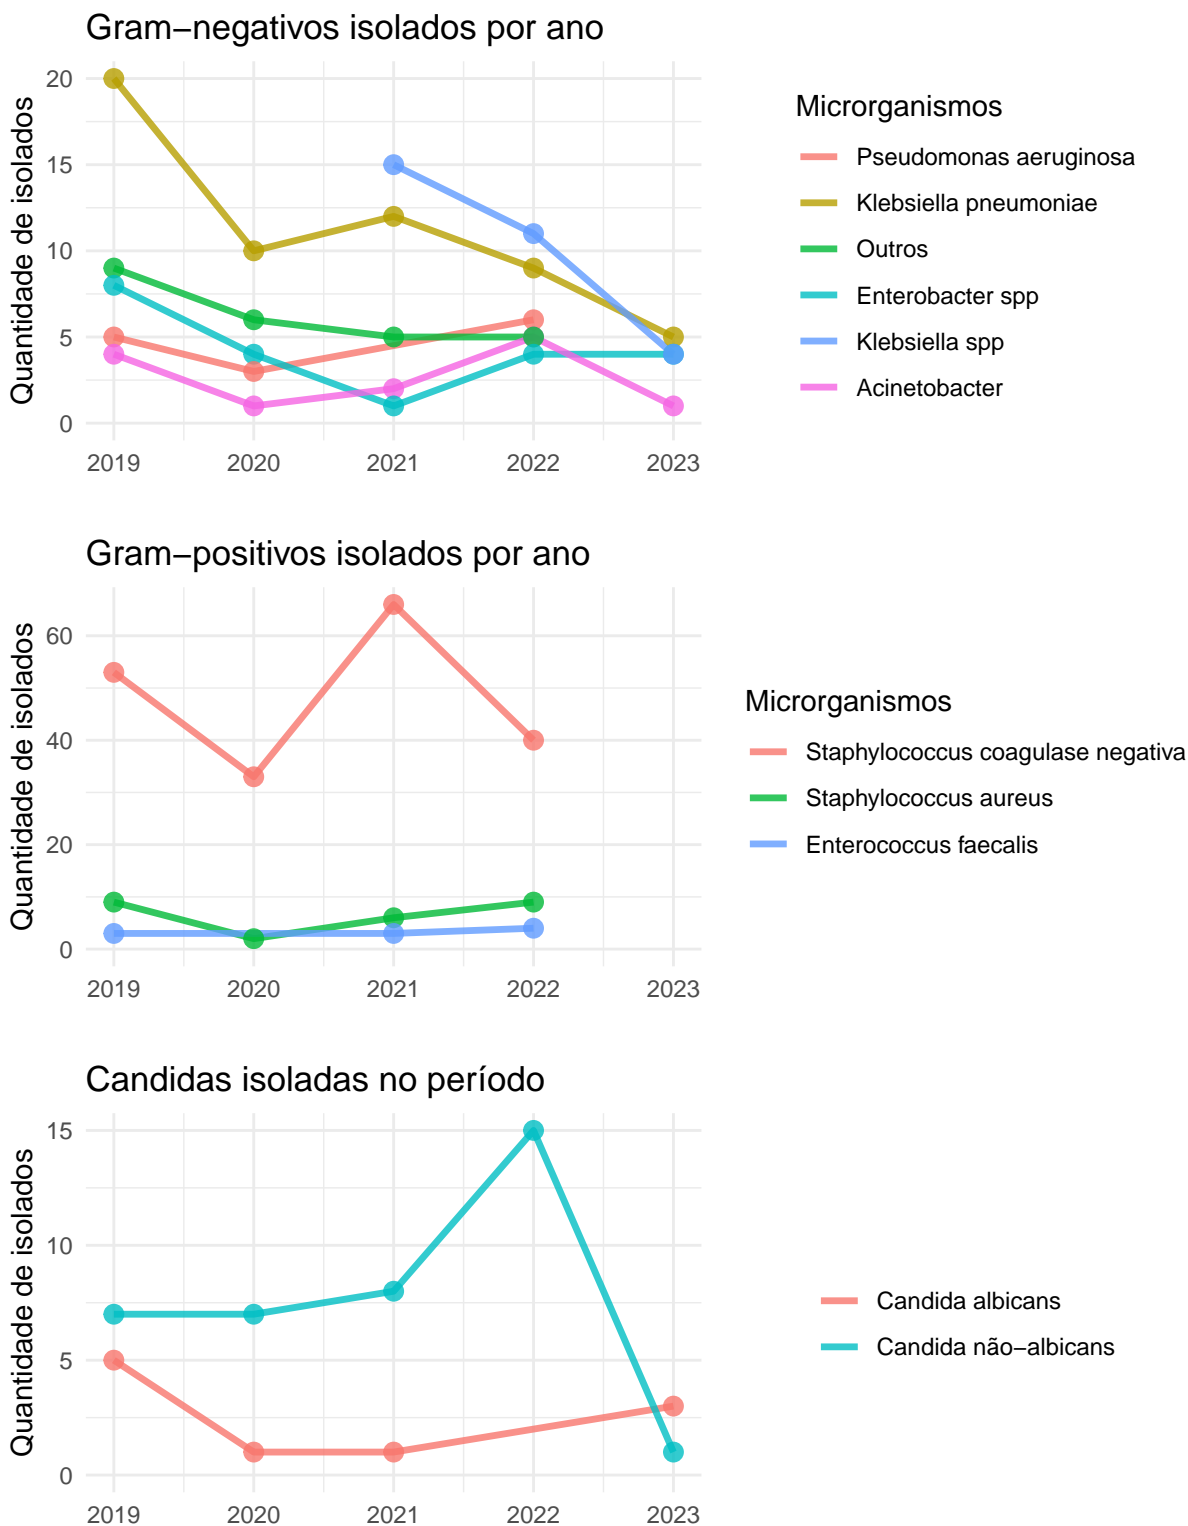 Gram−negativos isolados por ano
Quantidade de isolados
20
15
10
5
0
2019 2020 2021 2022 2023
Microrganismos
Pseudomonas aeruginosa
Klebsiella pneumoniae
Outros
Enterobacter spp
Klebsiella spp
Acinetobacter
Gram−positivos isolados por ano
Quantidade de isolados
60
40
20
0
2019 2020 2021 2022 2023
Microrganismos
Staphylococcus coagulase negativa
Staphylococcus aureus
Enterococcus faecalis
Candidas isoladas no período
Quantidade de isolados
15
10
5
0
2019 2020 2021 2022 2023
Candida albicans
Candida não−albicans